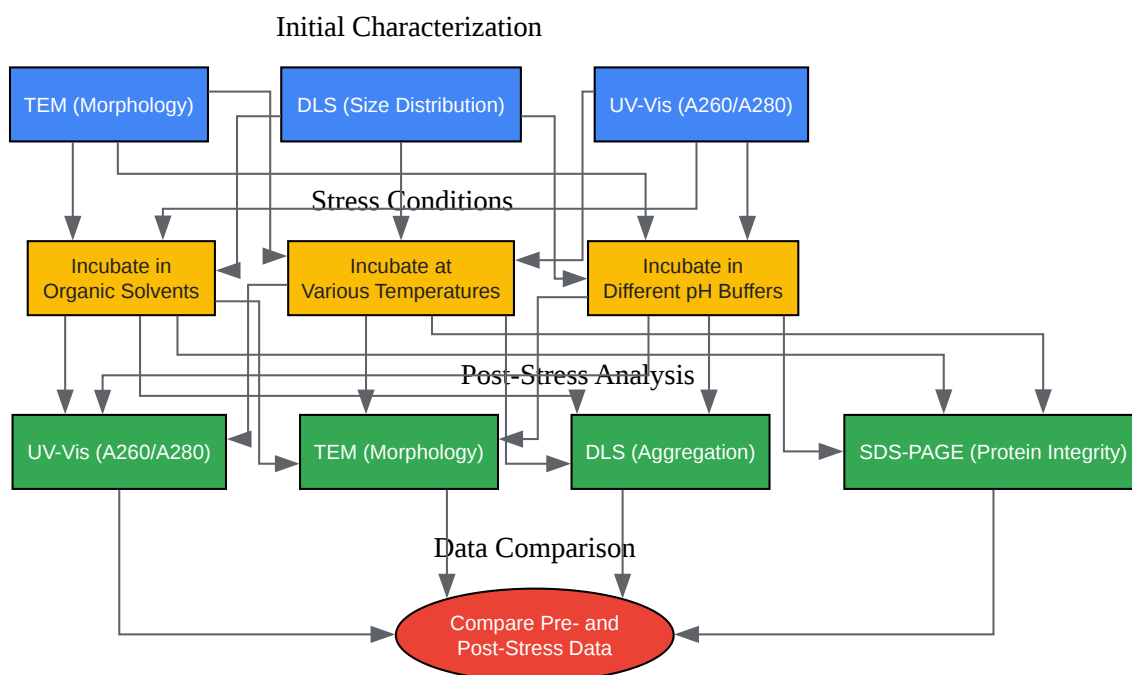 Initial Characterization
TEM (Morphology)
DLS (Size Distribution)
UV-Vis (A260/A280)
Stress Conditions
Incubate in
Organic Solvents
Incubate at
Various Temperatures
Incubate in
Different pH Buffers
Post-Stress Analysis
UV-Vis (A260/A280)
TEM (Morphology)
DLS (Aggregation)
SDS-PAGE (Protein Integrity)
Data Comparison
Compare Pre- and
Post-Stress Data